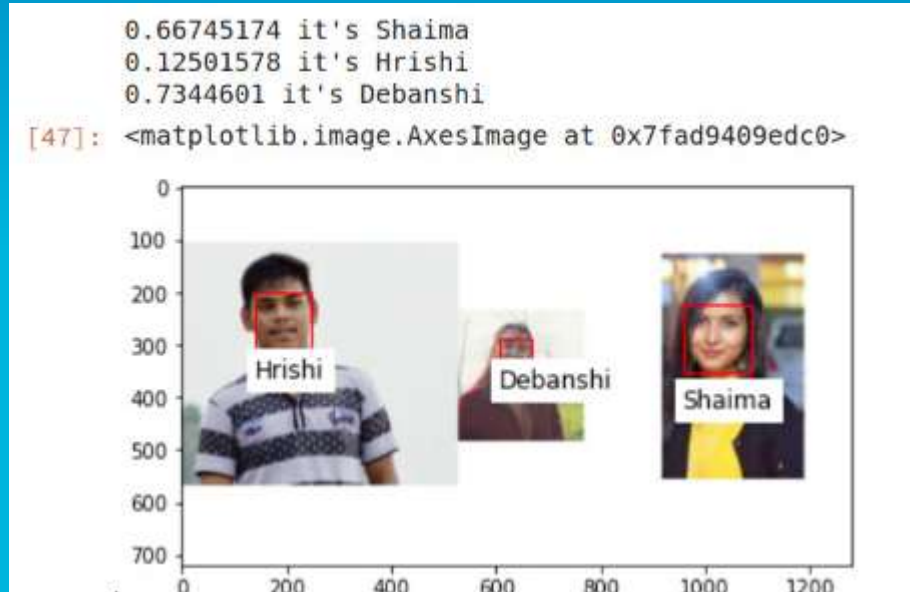 0.66745174 it's Shaima
0.12501578 it's Hrishi
0.7344601 it's Debanshi
[47]: <matplotlib.image.AxesImage at 0x7fad9409edc0>
0
100
200
300
Hrishi
Debanshi
400
Shaima
500
600
700
0 200 400 600 800 1000 1200